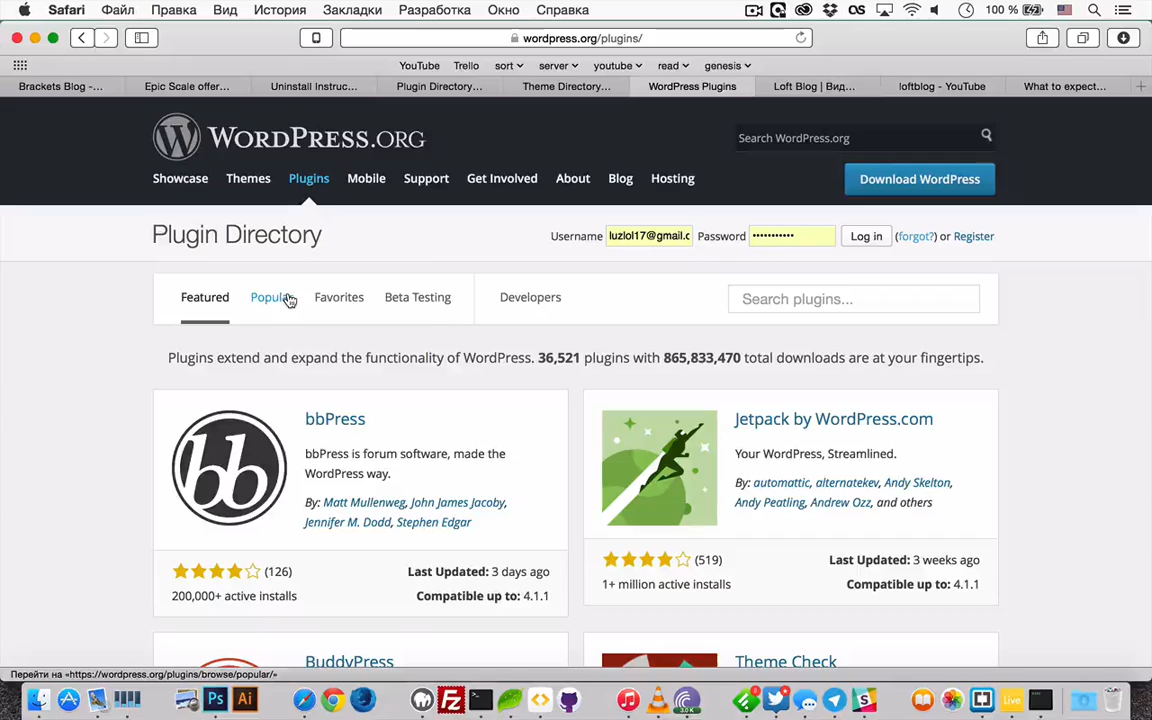 Safari Файл Правка Вид История Закладки Разработка Окно Справка 100 %
wordpress.org/plugins/
YouTube Trello sort server youtube read genesis
Brackets Blog -... Epic Scale offer... Uninstall Instruc... Plugin Directory... Theme Directory... WordPress Plugins Loft Blog | Вид... loftblog - YouTube What to expect...
WORDPRESS.ORG
Search WordPress.org
Showcase Themes Plugins Mobile Support Get Involved About Blog Hosting
Download WordPress
Plugin Directory
Username luzlol17@gmail.c Password ••••••••••• Log in (forgot?) or Register
Featured Popular Favorites Beta Testing Developers
Search plugins...
Plugins extend and expand the functionality of WordPress. 36,521 plugins with 865,833,470 total downloads are at your fingertips.
bb
bbPress
bbPress is forum software, made the
WordPress way.
By: Matt Mullenweg, John James Jacoby,
Jennifer M. Dodd, Stephen Edgar
(126)
Last Updated: 3 days ago
200,000+ active installs
Compatible up to: 4.1.1
Jetpack by WordPress.com
Your WordPress, Streamlined.
By: automattic, alternatekev, Andy Skelton,
Andy Peatling, Andrew Ozz, and others
(519)
Last Updated: 3 weeks ago
1+ million active installs
Compatible up to: 4.1.1
BuddyPress
Theme Check
Перейти на «https://wordpress.org/plugins/browse/popular/»
Ps Ai Fz Live
3.0 K